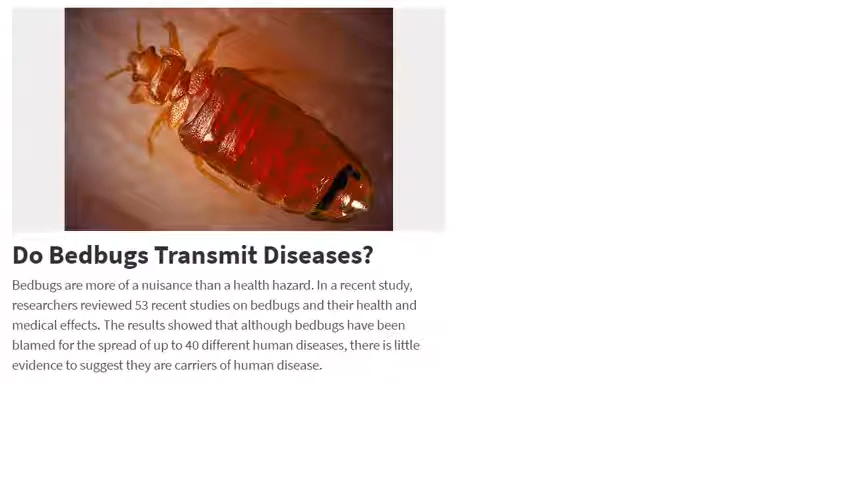 Do Bedbugs Transmit Diseases?
Bedbugs are more of a nuisance than a health hazard. In a recent study,
researchers reviewed 53 recent studies on bedbugs and their health and
medical effects. The results showed that although bedbugs have been
blamed for the spread of up to 40 different human diseases, there is little
evidence to suggest they are carriers of human disease.